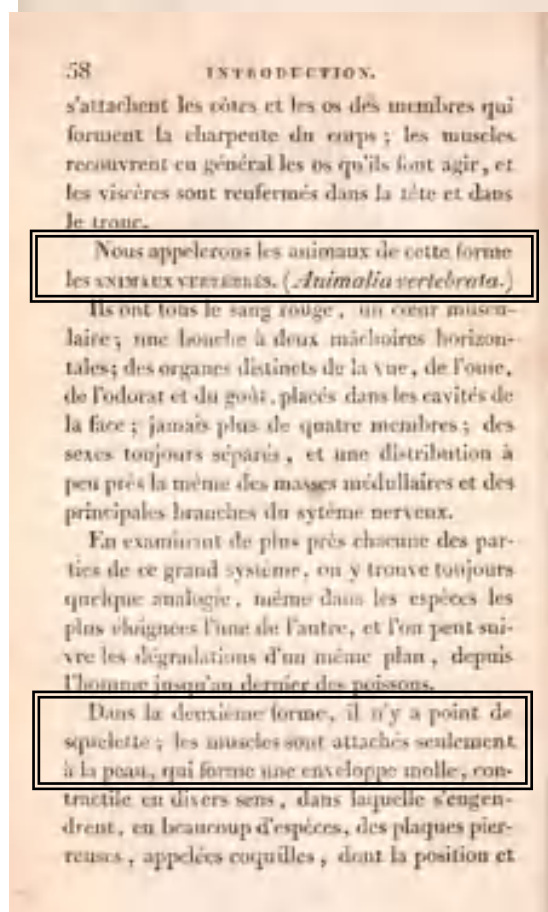 58 INTRODUCTION.
s'attachent les côtes et les os des membres qui
forment la charpente du corps ; les muscles
recouvrent en général les os qu'ils font agir, et
les viscères sont renfermés dans la tête et dans
le tronc.
Nous appelerons les animaux de cette forme
les ANIMAUX VERTÉBRÉS. (Animalia vertebrata.)
Ils ont tous le sang rouge, un cœur muscu-
laire ; une bouche à deux mâchoires horizon-
tales ; des organes distincts de la vue, de l'ouïe,
de l'odorat et du goût, placés dans les cavités de
la face ; jamais plus de quatre membres ; des
sexes toujours séparés, et une distribution à
peu près la même des masses médullaires et des
principales branches du sytème nerveux.
En examinant de plus près chacune des par-
ties de ce grand système, on y trouve toujours
quelque analogie, même dans les espèces les
plus éloignées l'une de l'autre, et l'on peut sui-
vre les dégradations d'un même plan, depuis
l'homme jusqu'au dernier des poissons.
Dans la deuxième forme, il n'y a point de
squelette ; les muscles sont attachés seulement
à la peau, qui forme une enveloppe molle, con-
tractile en divers sens, dans laquelle s'engen-
drent, en beaucoup d'espèces, des plaques pier-
reuses, appelées coquilles, dont la position et